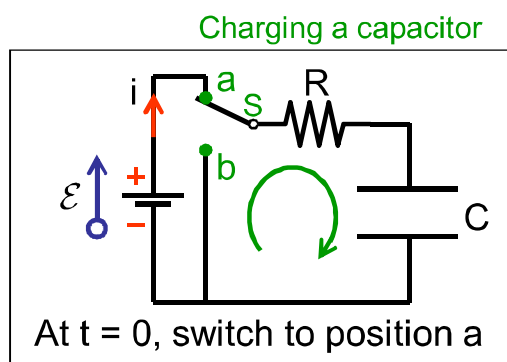 Charging a capacitor
a
R
i
S
b
+
ℰ
−
C
At t = 0, switch to position a